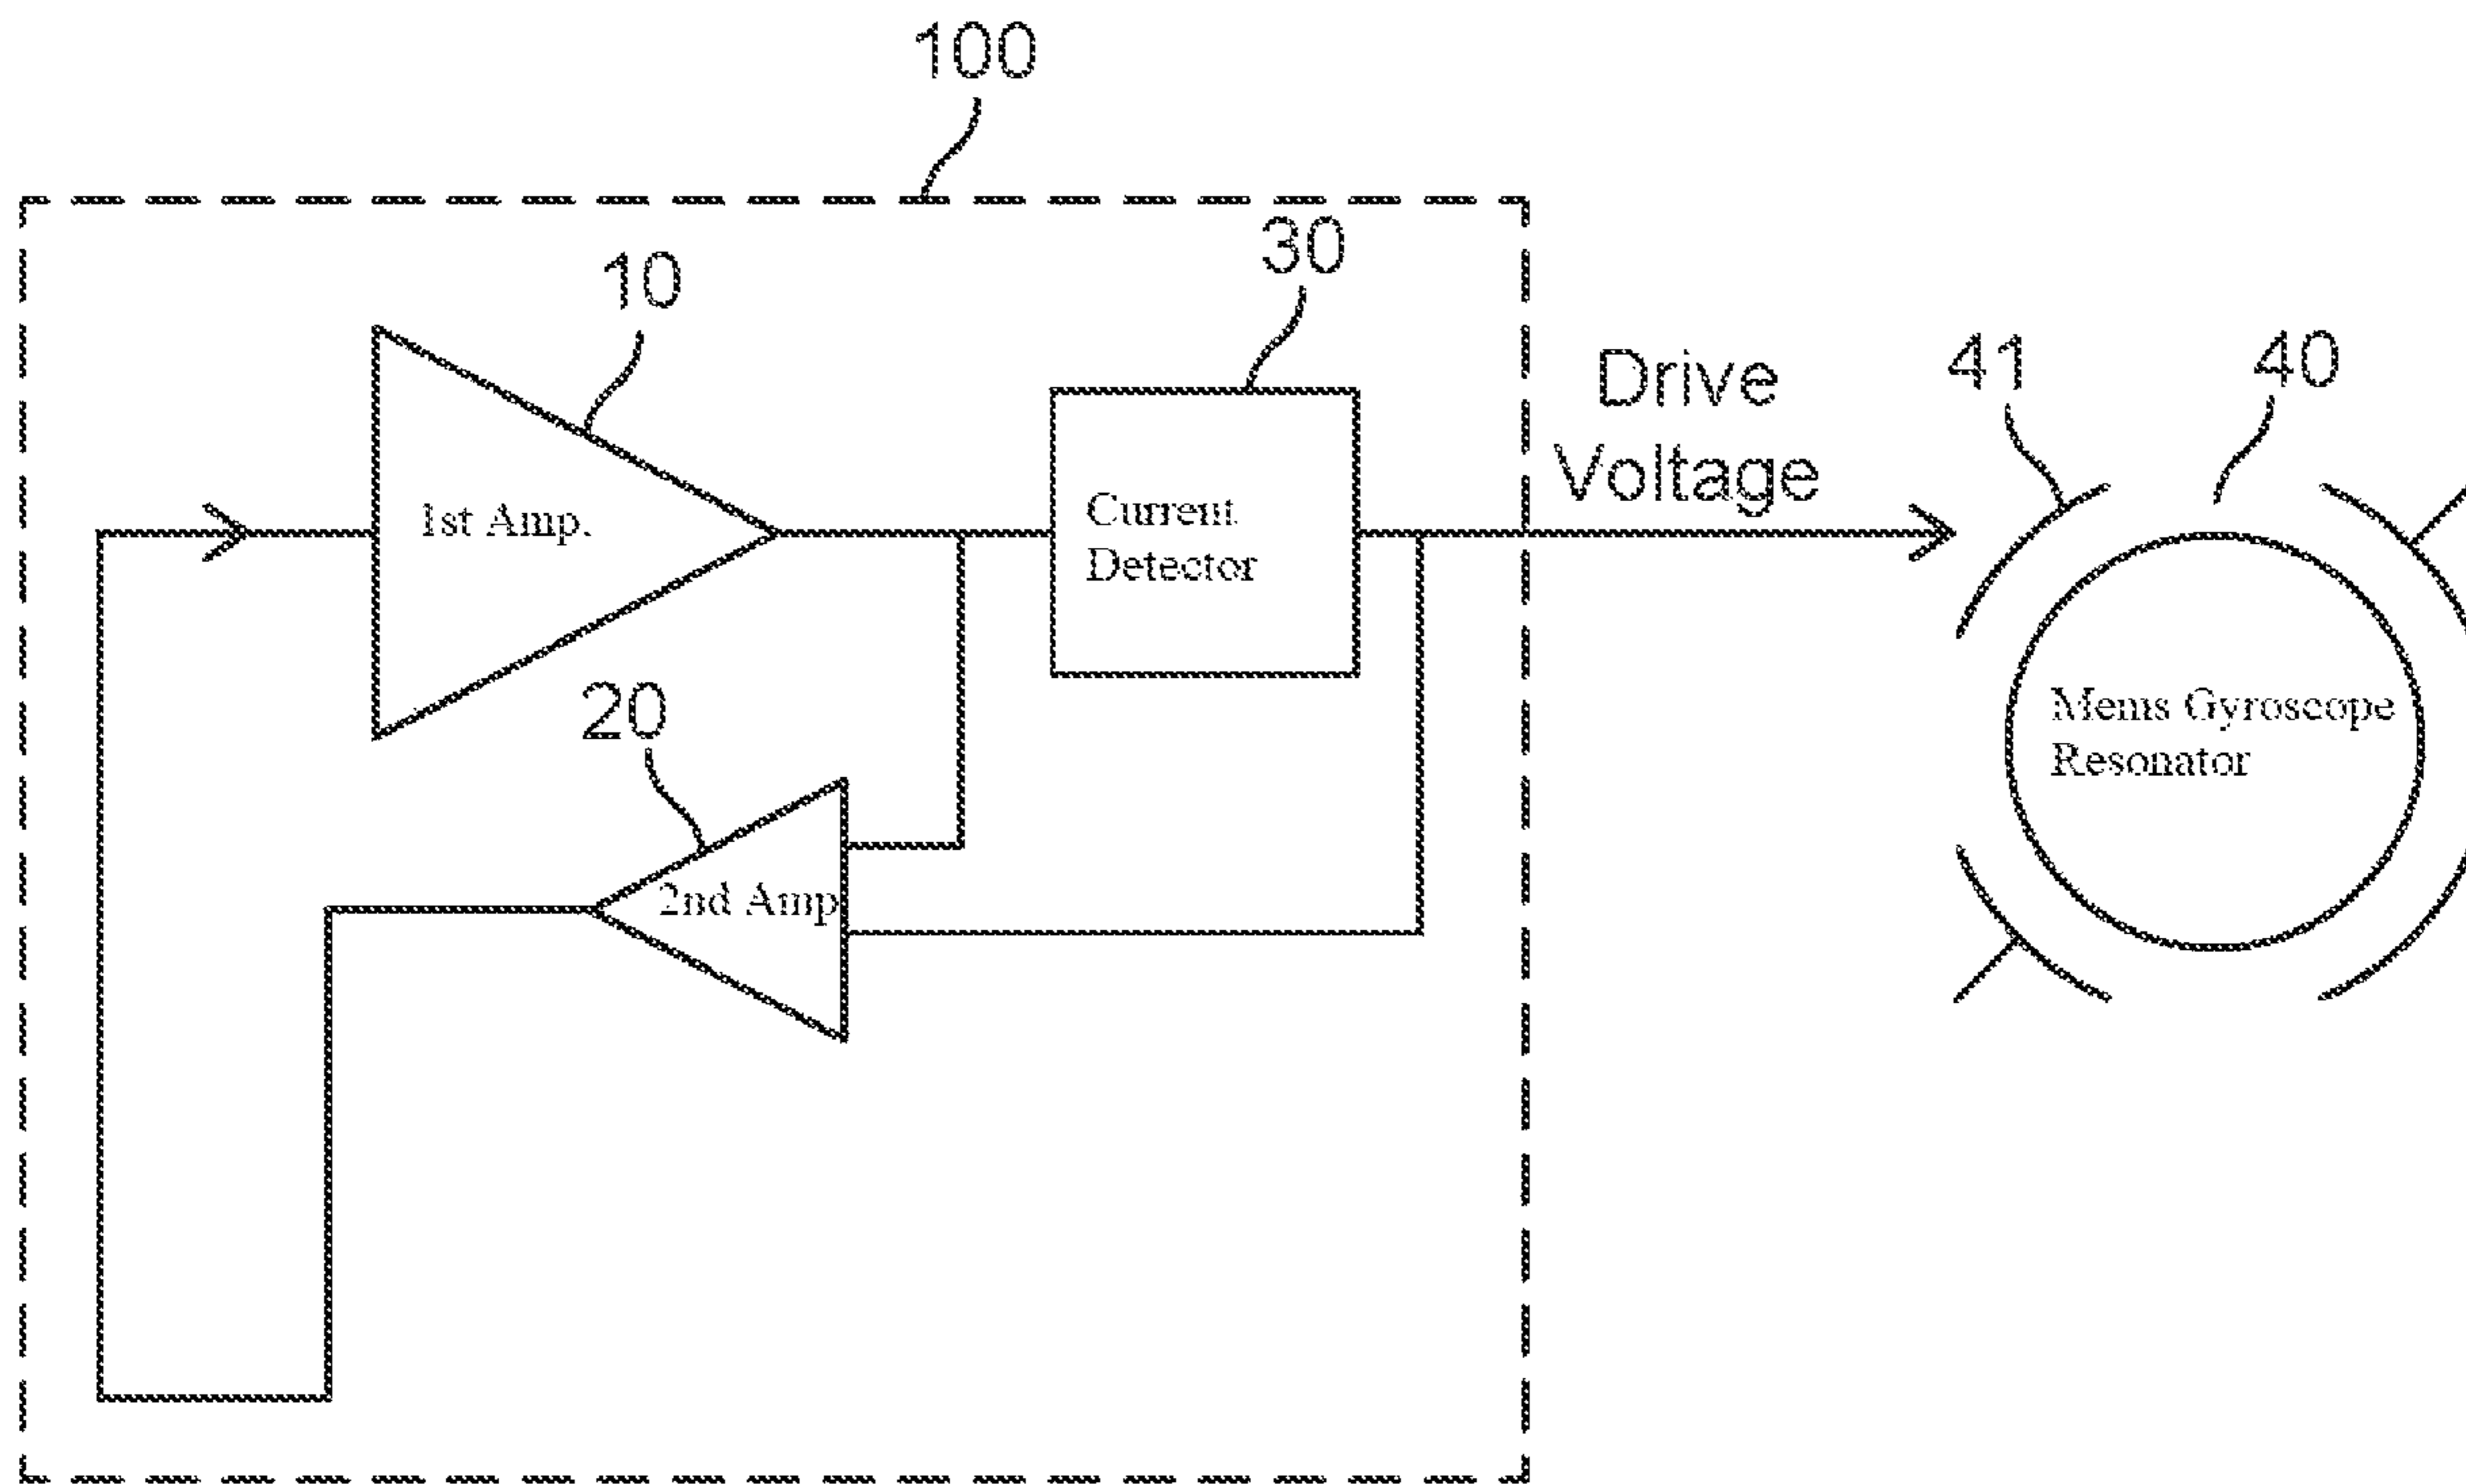 100
30
10
Drive
Voltage
41
40
1st Amp.
Current
Detector
20
2nd Amp
Mems Gyroscope
Resonator